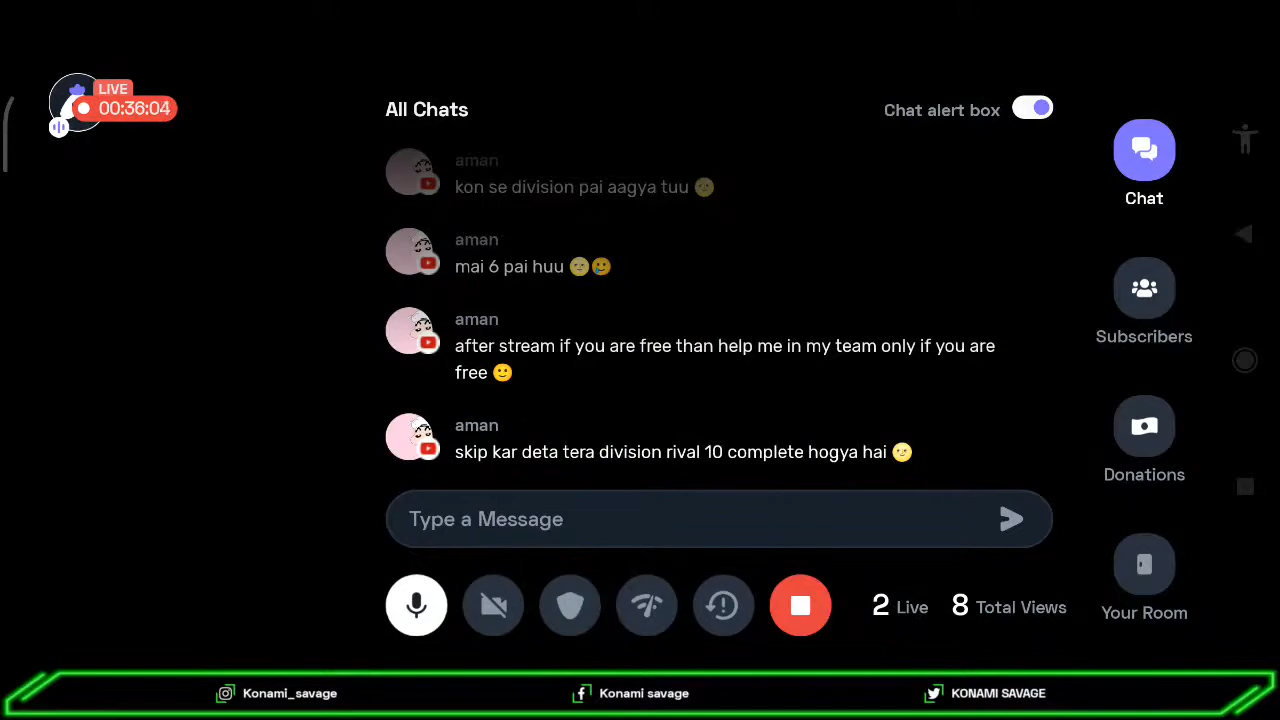 LIVE
00:36:04
All Chats
Chat alert box
aman
kon se division pai aagya tuu 🌝
aman
mai 6 pai huu 🌝🥲
aman
after stream if you are free than help me in my team only if you are
free 🙂
aman
skip kar deta tera division rival 10 complete hogya hai 🌝
Type a Message
2 Live 8 Total Views
Chat
Subscribers
Donations
Your Room
Konami_savage
Konami savage
KONAMI SAVAGE